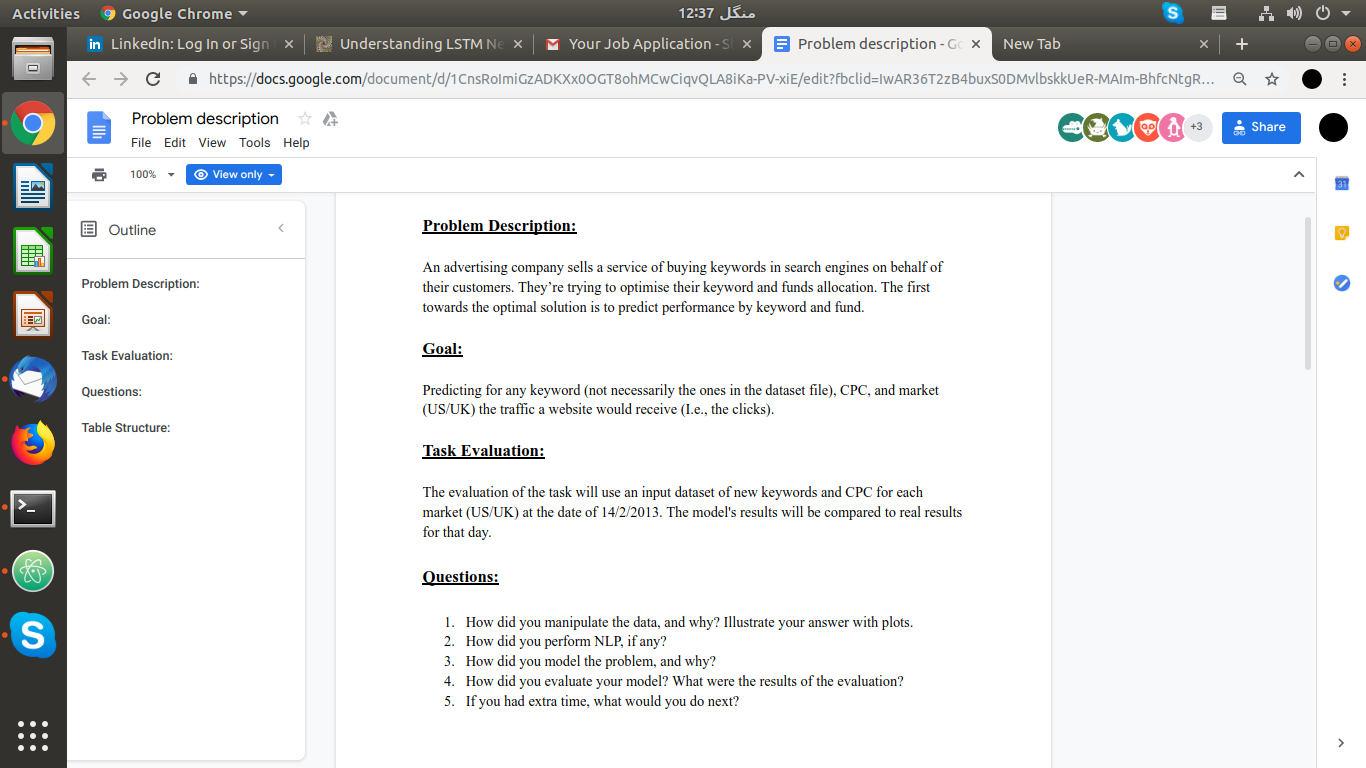 Activities
Google Chrome
12:37 منگل
LinkedIn: Log In or Sign
Understanding LSTM Ne
Your Job Application - S
Problem description - Go
New Tab
https://docs.google.com/document/d/1CnsRoImiGzADKXx0OGT8ohMCwCiqvQLA8iKa-PV-xiE/edit?fbclid=IwAR36T2zB4buxS0DMvlbskkUeR-MAIm-BhfcNtgR...
Problem description
File Edit View Tools Help
+3
Share
100%
View only
31
Outline
Problem Description:
Goal:
Task Evaluation:
Questions:
Table Structure:
Problem Description:
An advertising company sells a service of buying keywords in search engines on behalf of
their customers. They’re trying to optimise their keyword and funds allocation. The first
towards the optimal solution is to predict performance by keyword and fund.
Goal:
Predicting for any keyword (not necessarily the ones in the dataset file), CPC, and market
(US/UK) the traffic a website would receive (I.e., the clicks).
Task Evaluation:
The evaluation of the task will use an input dataset of new keywords and CPC for each
market (US/UK) at the date of 14/2/2013. The model's results will be compared to real results
for that day.
Questions:
1. How did you manipulate the data, and why? Illustrate your answer with plots.
2. How did you perform NLP, if any?
3. How did you model the problem, and why?
4. How did you evaluate your model? What were the results of the evaluation?
5. If you had extra time, what would you do next?